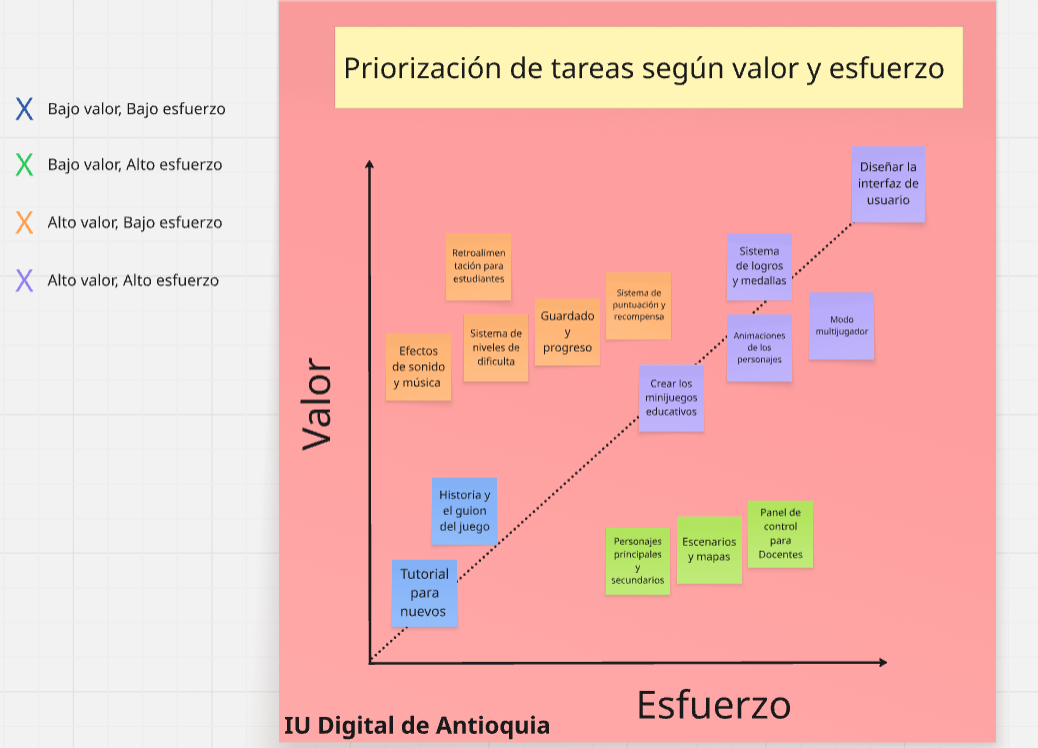 Priorización de tareas según valor y esfuerzo
X Bajo valor, Bajo esfuerzo
X Bajo valor, Alto esfuerzo
X Alto valor, Bajo esfuerzo
X Alto valor, Alto esfuerzo
Valor
Diseñar la
interfaz de
usuario
Retroalimen
tación para
estudiantes
Sistema
de logros
y medallas
Sistema de
puntuación y
recompensa
Guardado
y
progreso
Sistema de
niveles de
dificulta
Efectos
de sonido
y música
Animaciones
de los
personajes
Modo
multijugador
Crear los
minijuegos
educativos
Historia y
el guion
del juego
Tutorial
para
nuevos
Personajes
principales
y
secundarios
Escenarios
y mapas
Panel de
control
para
Docentes
Esfuerzo
IU Digital de Antioquia